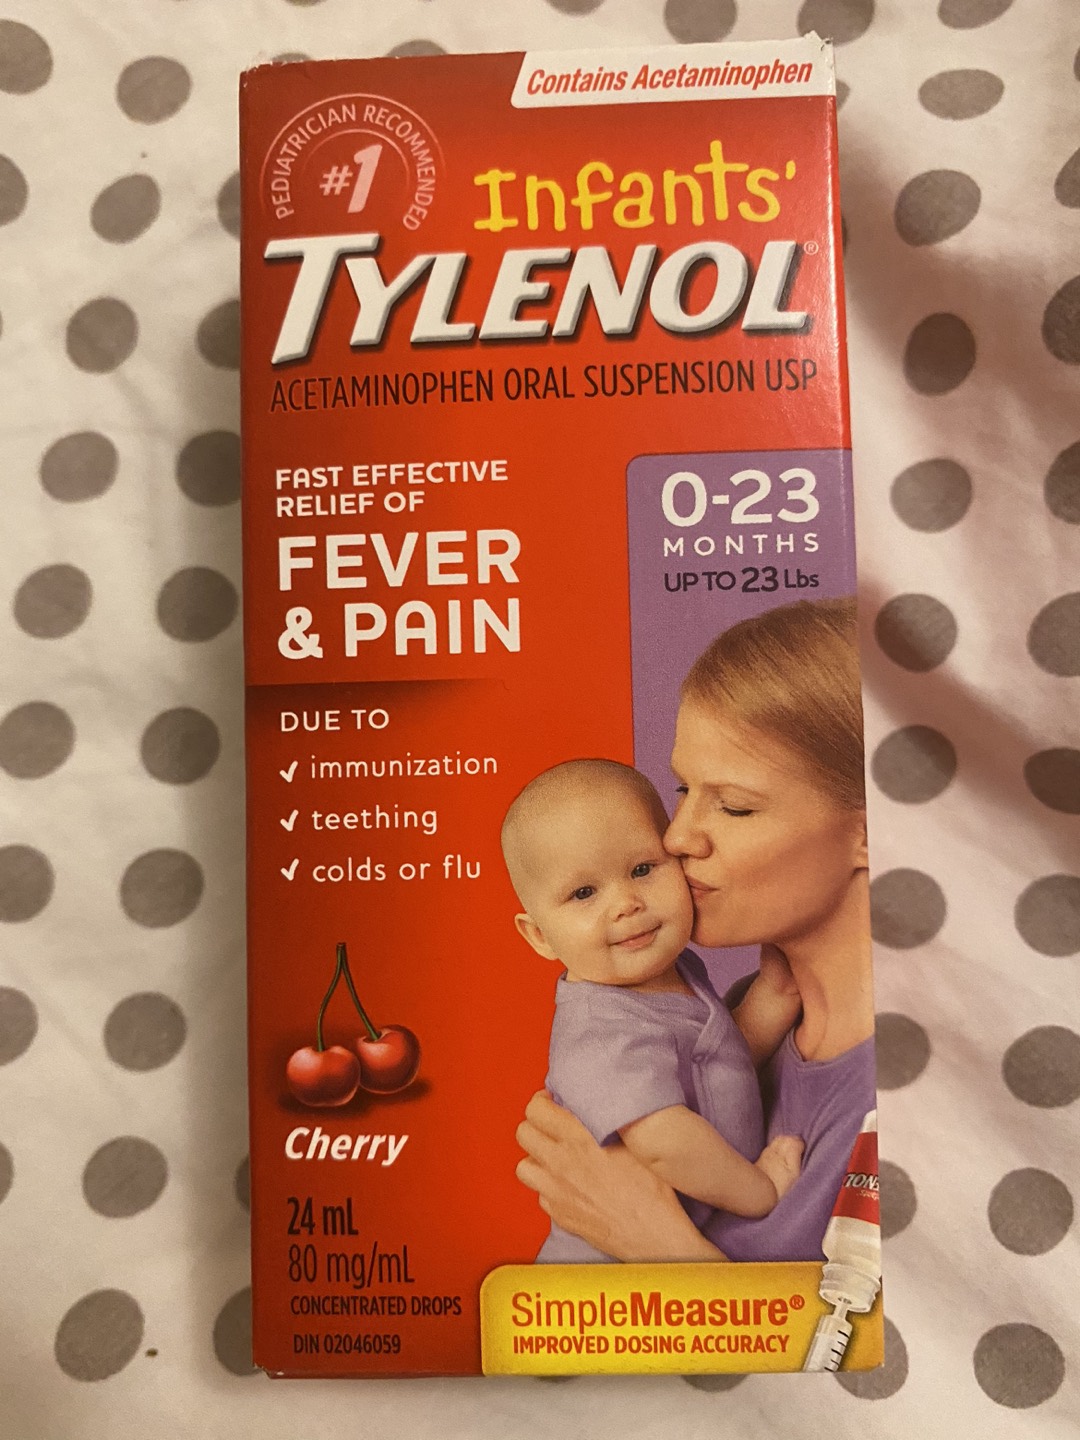 Contains Acetaminophen
PEDIATRICIAN RECOMMENDED
#1
Infants'
TYLENOL®
ACETAMINOPHEN ORAL SUSPENSION USP
FAST EFFECTIVE
RELIEF OF
FEVER
& PAIN
0-23
MONTHS
UP TO 23 Lbs
DUE TO
✓ immunization
✓ teething
✓ colds or flu
Cherry
24 mL
80 mg/mL
CONCENTRATED DROPS
DIN 02046059
SimpleMeasure®
IMPROVED DOSING ACCURACY